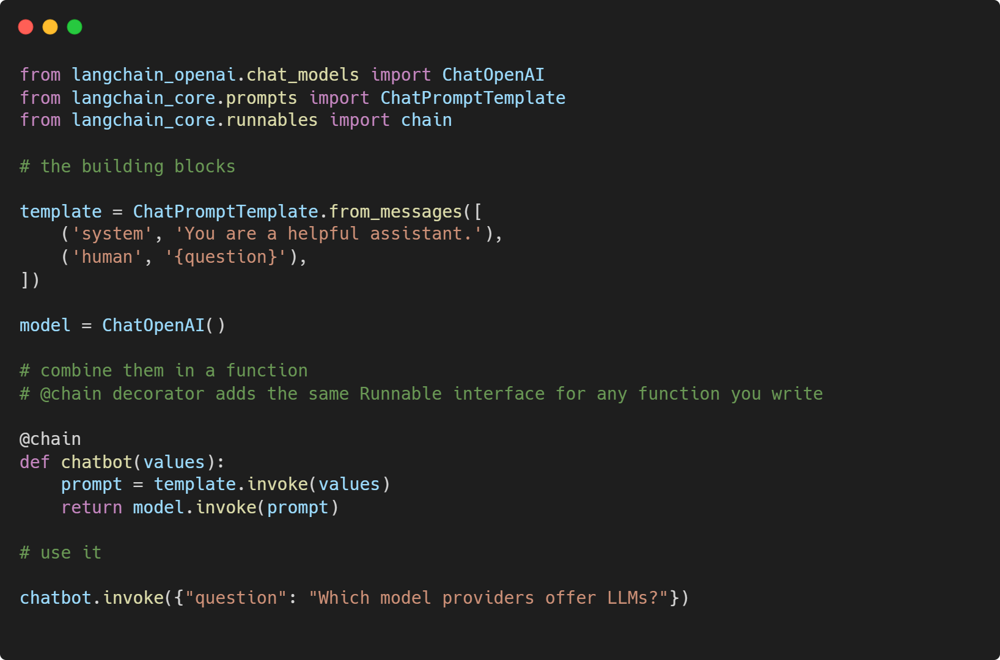 from langchain_openai.chat_models import ChatOpenAI
from langchain_core.prompts import ChatPromptTemplate
from langchain_core.runnables import chain

# the building blocks

template = ChatPromptTemplate.from_messages([
    ('system', 'You are a helpful assistant.'),
    ('human', '{question}'),
])

model = ChatOpenAI()

# combine them in a function
# @chain decorator adds the same Runnable interface for any function you write

@chain
def chatbot(values):
    prompt = template.invoke(values)
    return model.invoke(prompt)

# use it

chatbot.invoke({"question": "Which model providers offer LLMs?"})